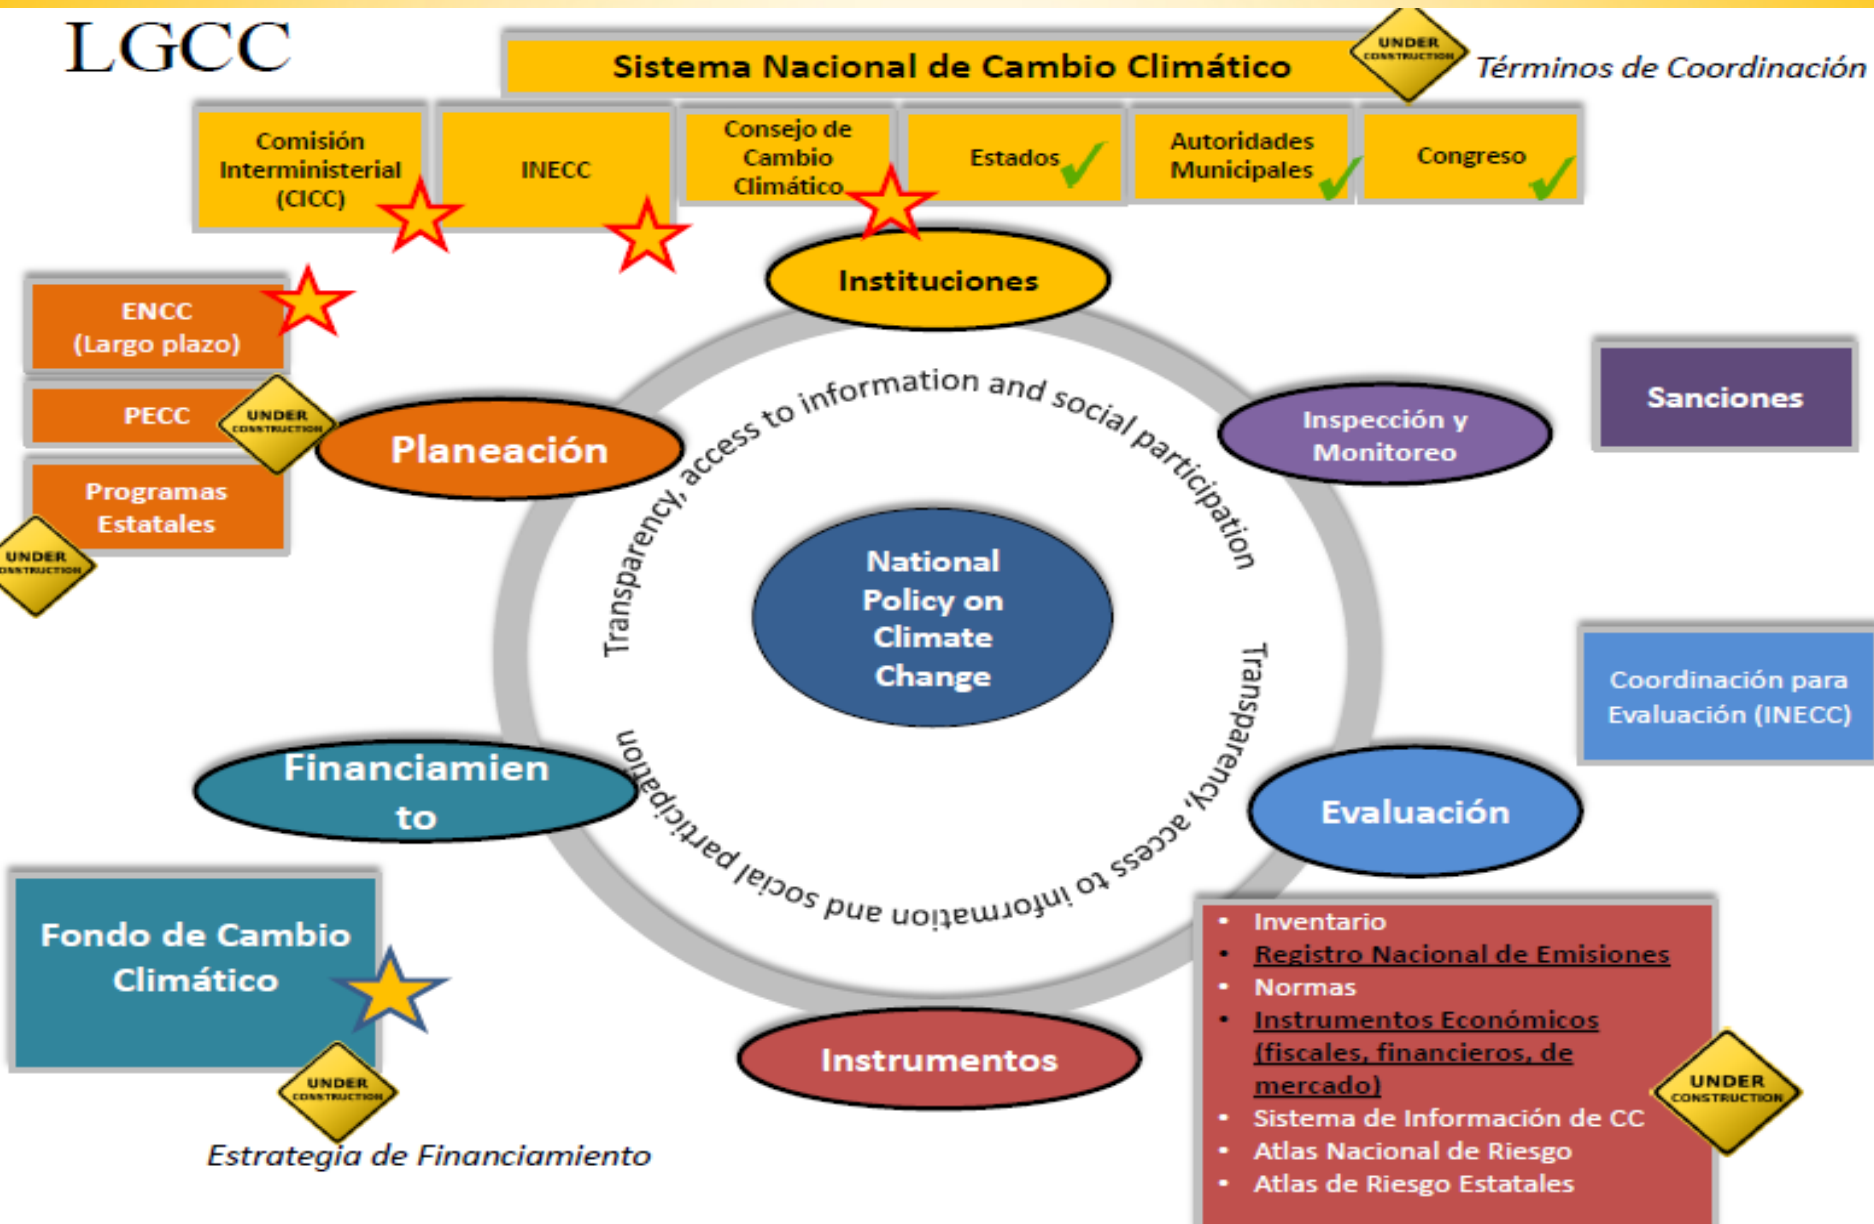 LGCC
Sistema Nacional de Cambio Climático
UNDER
CONSTRUCTION
Términos de Coordinación
Comisión
Interministerial
(CICC)
INECC
Consejo de
Cambio
Climático
Estados
Autoridades
Municipales
Congreso
Instituciones
ENCC
(Largo plazo)
PECC
UNDER
CONSTRUCTION
Programas
Estatales
UNDER
CONSTRUCTION
Planeación
Transparency, access to information and social participation
Inspección y
Monitoreo
Sanciones
National
Policy on
Climate
Change
Transparency, access to information and social participation
Coordinación para
Evaluación (INECC)
Financiamien
to
Evaluación
Fondo de Cambio
Climático
UNDER
CONSTRUCTION
Estrategia de Financiamiento
Instrumentos
• Inventario
• Registro Nacional de Emisiones
• Normas
• Instrumentos Económicos
(fiscales, financieros, de
mercado)
• Sistema de Información de CC
• Atlas Nacional de Riesgo
• Atlas de Riesgo Estatales
UNDER
CONSTRUCTION